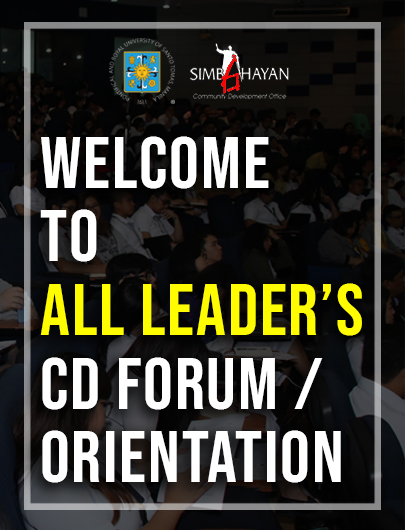 PONTIFICAL AND ROYAL UNIVERSITY OF SANTO TOMAS, MANILA
1611
SIMBAHAYAN
Community Development Office
WELCOME
TO
ALL LEADER’S
CD FORUM /
ORIENTATION